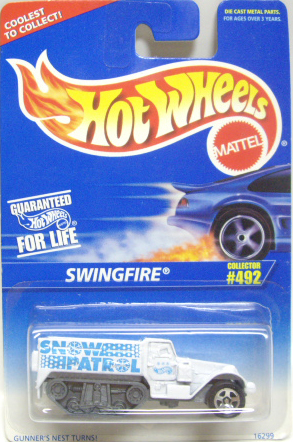 COOLEST
TO COLLECT!
DIE CAST METAL PARTS.
FOR AGES OVER 3 YEARS.
HOT WHEELS
MATTEL®
GUARANTEED
Hot Wheels®
FOR LIFE
SWINGFIRE®
COLLECTOR
#492
SNOW
PATROL
GUNNER'S NEST TURNS!
16299